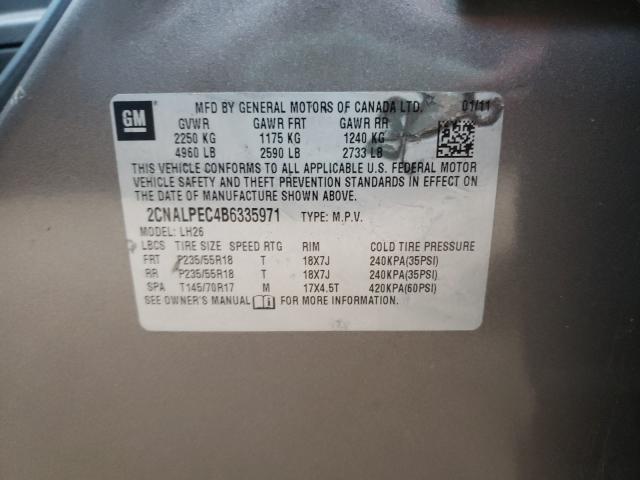 GM
MFD BY GENERAL MOTORS OF CANADA LTD. 01/11
GVWR GAWR FRT GAWR RR
2250 KG 1175 KG 1240 KG
4960 LB 2590 LB 2733 LB
THIS VEHICLE CONFORMS TO ALL APPLICABLE U.S. FEDERAL MOTOR
VEHICLE SAFETY AND THEFT PREVENTION STANDARDS IN EFFECT ON
THE DATE OF MANUFACTURE SHOWN ABOVE.
2CNALPEC4B6335971 TYPE: M.P.V.
MODEL: LH26
LBCS TIRE SIZE SPEED RTG RIM COLD TIRE PRESSURE
FRT P235/55R18 T 18X7J 240KPA(35PSI)
RR P235/55R18 T 18X7J 240KPA(35PSI)
SPA T145/70R17 M 17X4.5T 420KPA(60PSI)
SEE OWNER'S MANUAL FOR MORE INFORMATION.